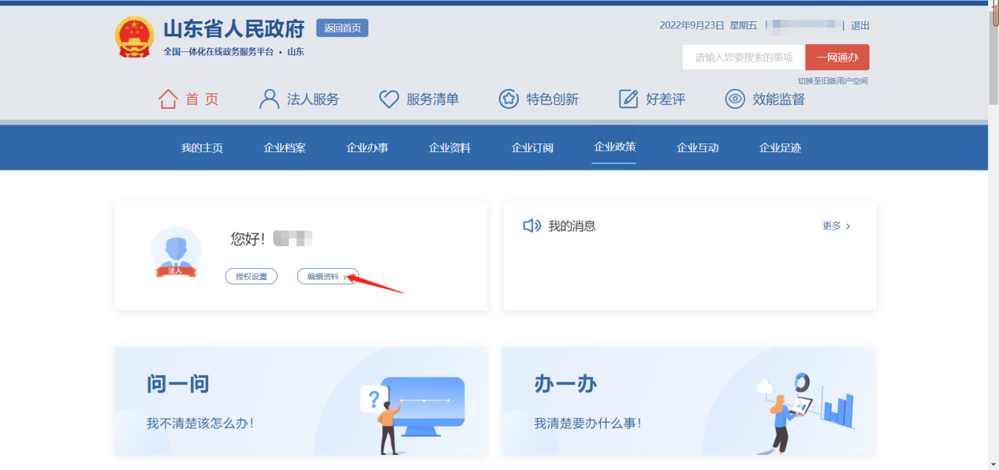 山东省人民政府
返回首页
全国一体化在线政务服务平台 · 山东
2022年9月23日 星期五 | | 退出
请输入您要搜索的事项
一网通办
切换至旧版用户空间
首 页
法人服务
服务清单
特色创新
好差评
效能监督
我的主页
企业档案
企业办事
企业资料
企业订阅
企业政策
企业互动
企业足迹
您好！
法人
授权设置
编辑资料 >
我的消息
更多 >
问一问
我不清楚该怎么办！
?
办一办
我清楚要办什么事！